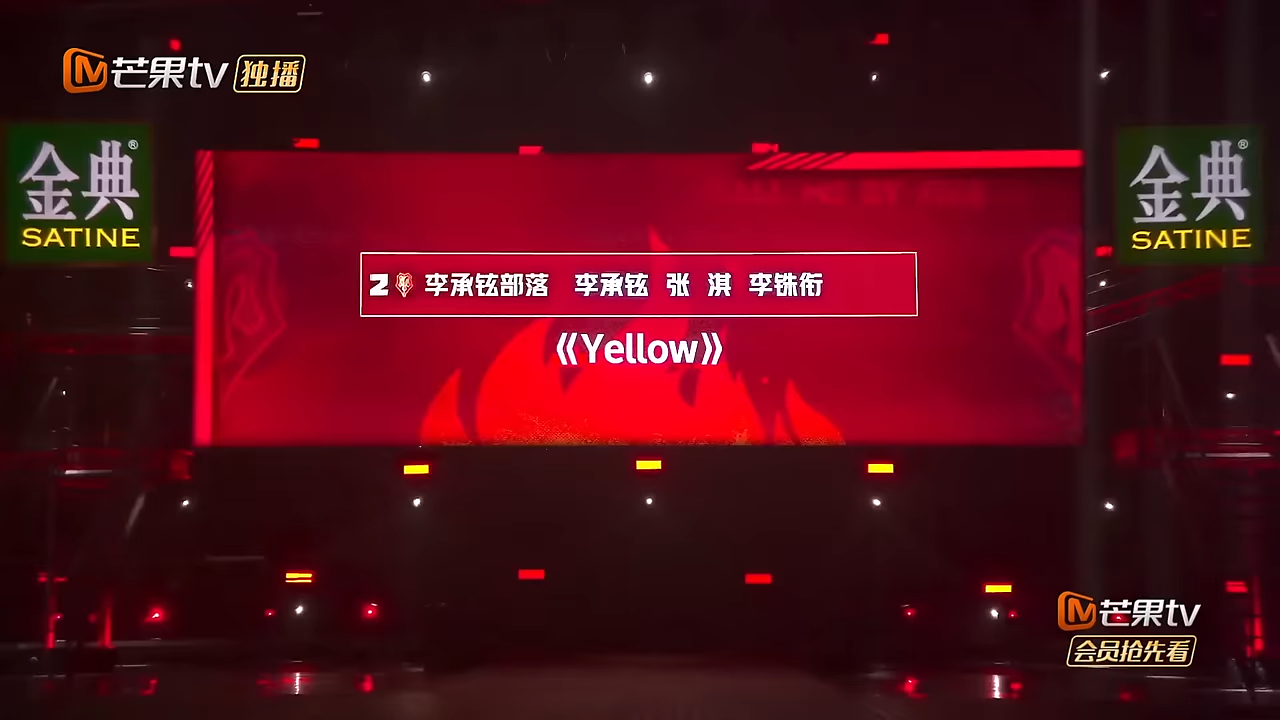 芒果tv 独播
金典®
SATINE
金典®
SATINE
2 李承铉部落 李承铉 张 淇 李铢衔
《Yellow》
芒果tv
会员抢先看